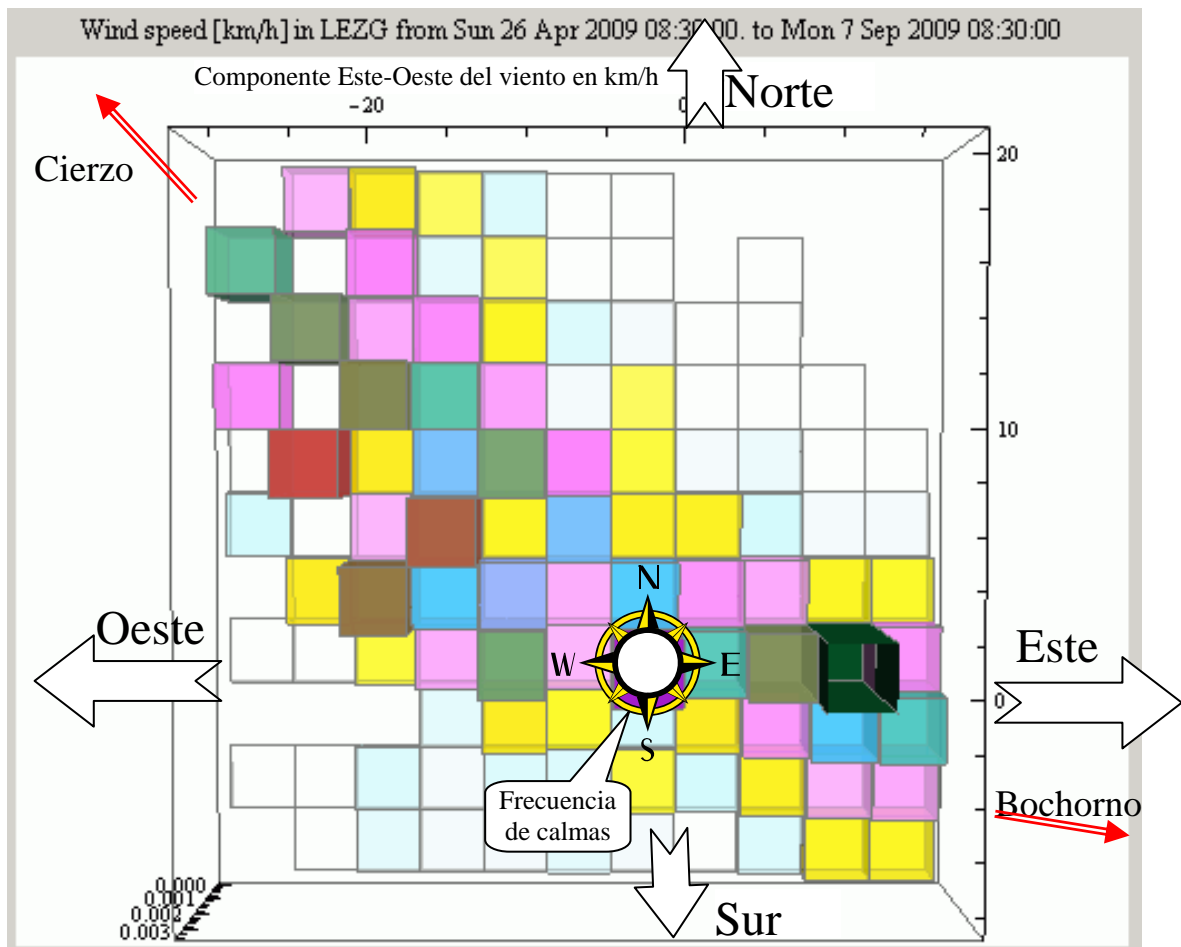 Wind speed [km/h] in LEZG from Sun 26 Apr 2009 08:30:00. to Mon 7 Sep 2009 08:30:00
Componente Este-Oeste del viento en km/h
-20
0
Norte
Cierzo
20
10
N
Oeste
W
E
Este
0
S
Frecuencia
de calmas
Bochorno
0.000
0.001
0.002
0.003
Sur